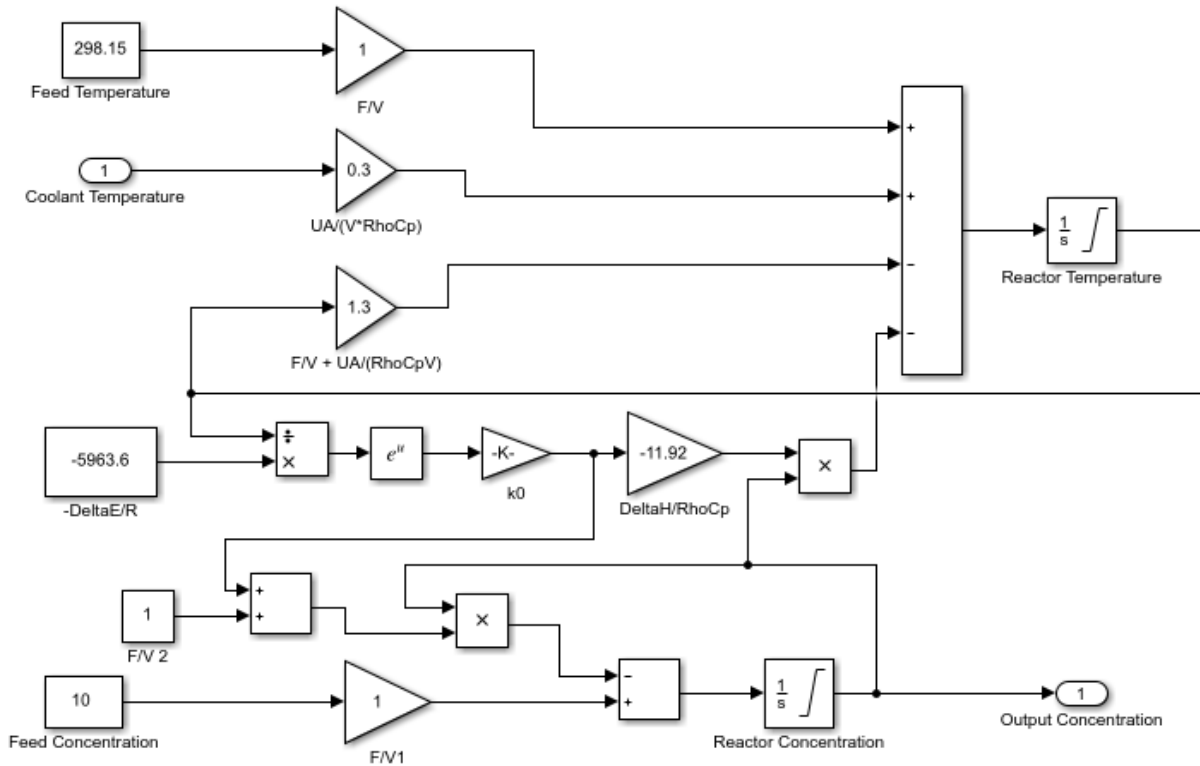 298.15
Feed Temperature
1
F/V
+
1
Coolant Temperature
0.3
UA/(V*RhoCp)
+
1.3
F/V + UA/(RhoCpV)
−
−
1
s
Reactor Temperature
-5963.6
-DeltaE/R
÷
×
e^u
-K-
k0
-11.92
DeltaH/RhoCp
×
1
F/V 2
+
+
×
10
Feed Concentration
1
F/V1
−
+
1
s
Reactor Concentration
1
Output Concentration